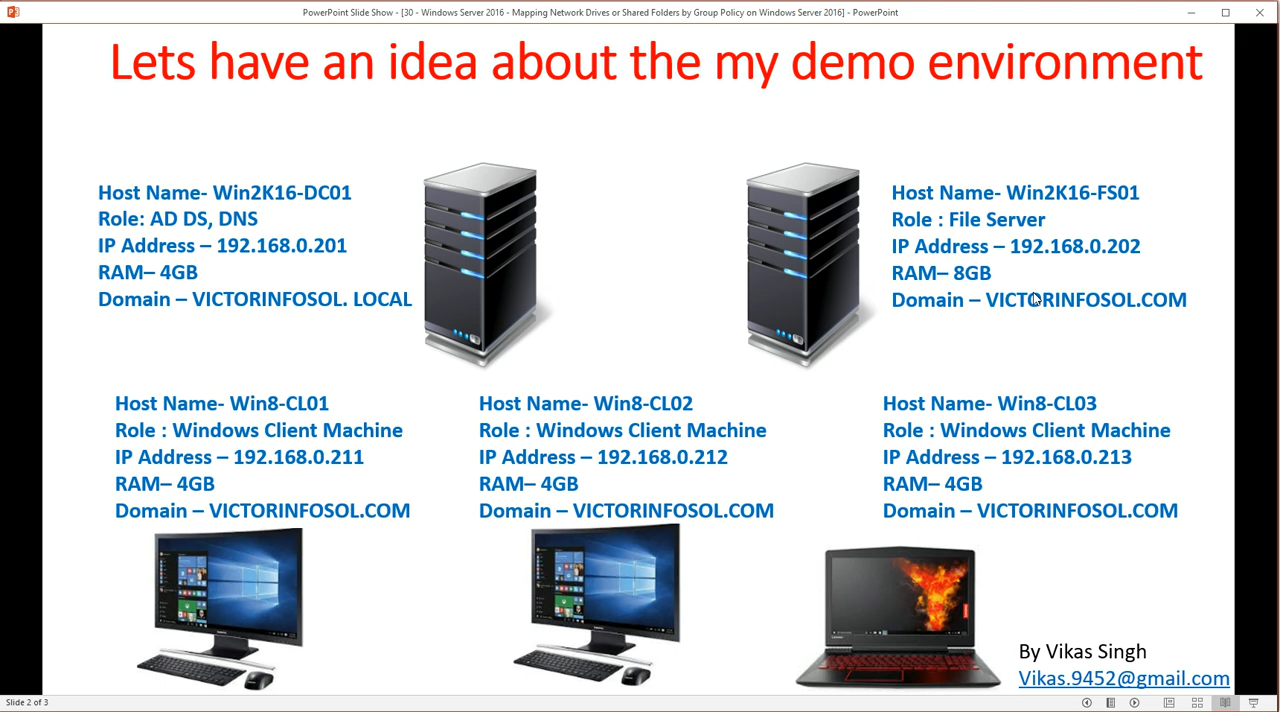 PowerPoint Slide Show - [30 - Windows Server 2016 - Mapping Network Drives or Shared Folders by Group Policy on Windows Server 2016] - PowerPoint
Lets have an idea about the my demo environment
Host Name- Win2K16-DC01
Role: AD DS, DNS
IP Address – 192.168.0.201
RAM– 4GB
Domain – VICTORINFOSOL. LOCAL
Host Name- Win2K16-FS01
Role : File Server
IP Address – 192.168.0.202
RAM– 8GB
Domain – VICTORINFOSOL.COM
Host Name- Win8-CL01
Role : Windows Client Machine
IP Address – 192.168.0.211
RAM– 4GB
Domain – VICTORINFOSOL.COM
Host Name- Win8-CL02
Role : Windows Client Machine
IP Address – 192.168.0.212
RAM– 4GB
Domain – VICTORINFOSOL.COM
Host Name- Win8-CL03
Role : Windows Client Machine
IP Address – 192.168.0.213
RAM– 4GB
Domain – VICTORINFOSOL.COM
By Vikas Singh
Vikas.9452@gmail.com
Slide 2 of 3